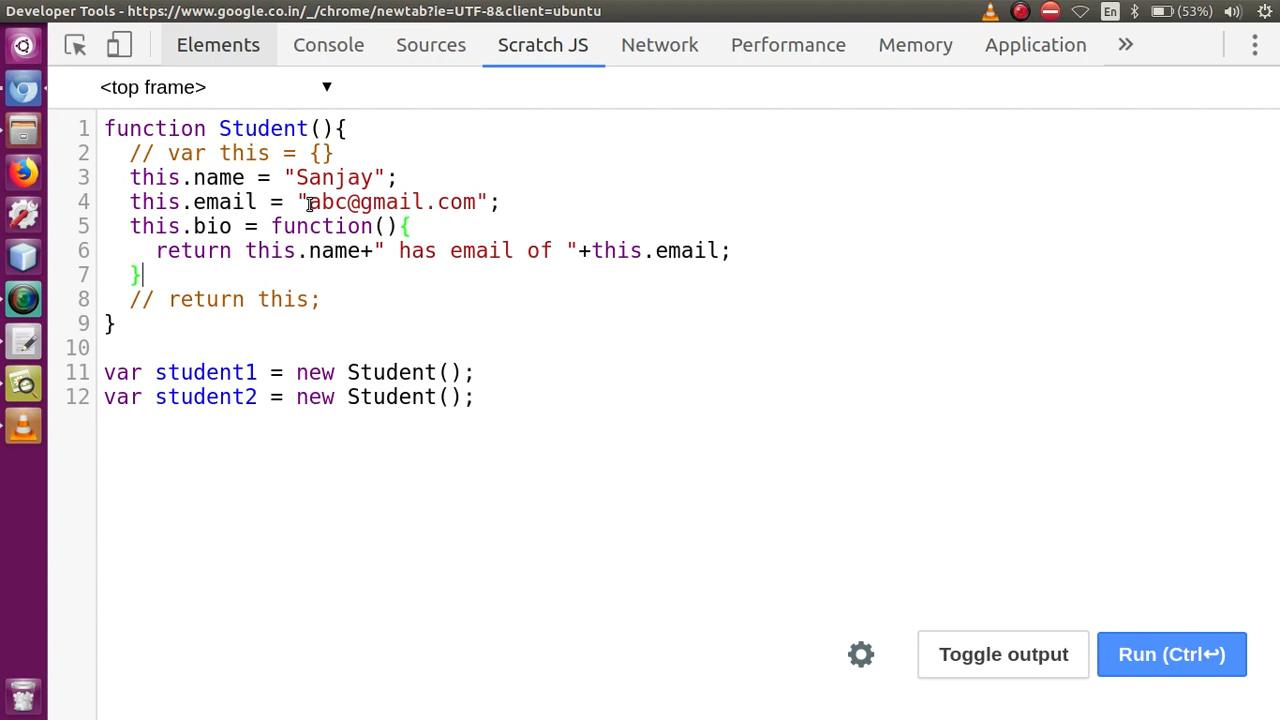 Developer Tools - https://www.google.co.in/_/chrome/newtab?ie=UTF-8&client=ubuntu
En (53%)
Elements Console Sources Scratch JS Network Performance Memory Application »
<top frame> ▼
1 function Student(){
2 // var this = {}
3 this.name = "Sanjay";
4 this.email = "abc@gmail.com";
5 this.bio = function(){
6 return this.name+" has email of "+this.email;
7 }
8 // return this;
9 }
10
11 var student1 = new Student();
12 var student2 = new Student();
Toggle output Run (Ctrl↩)